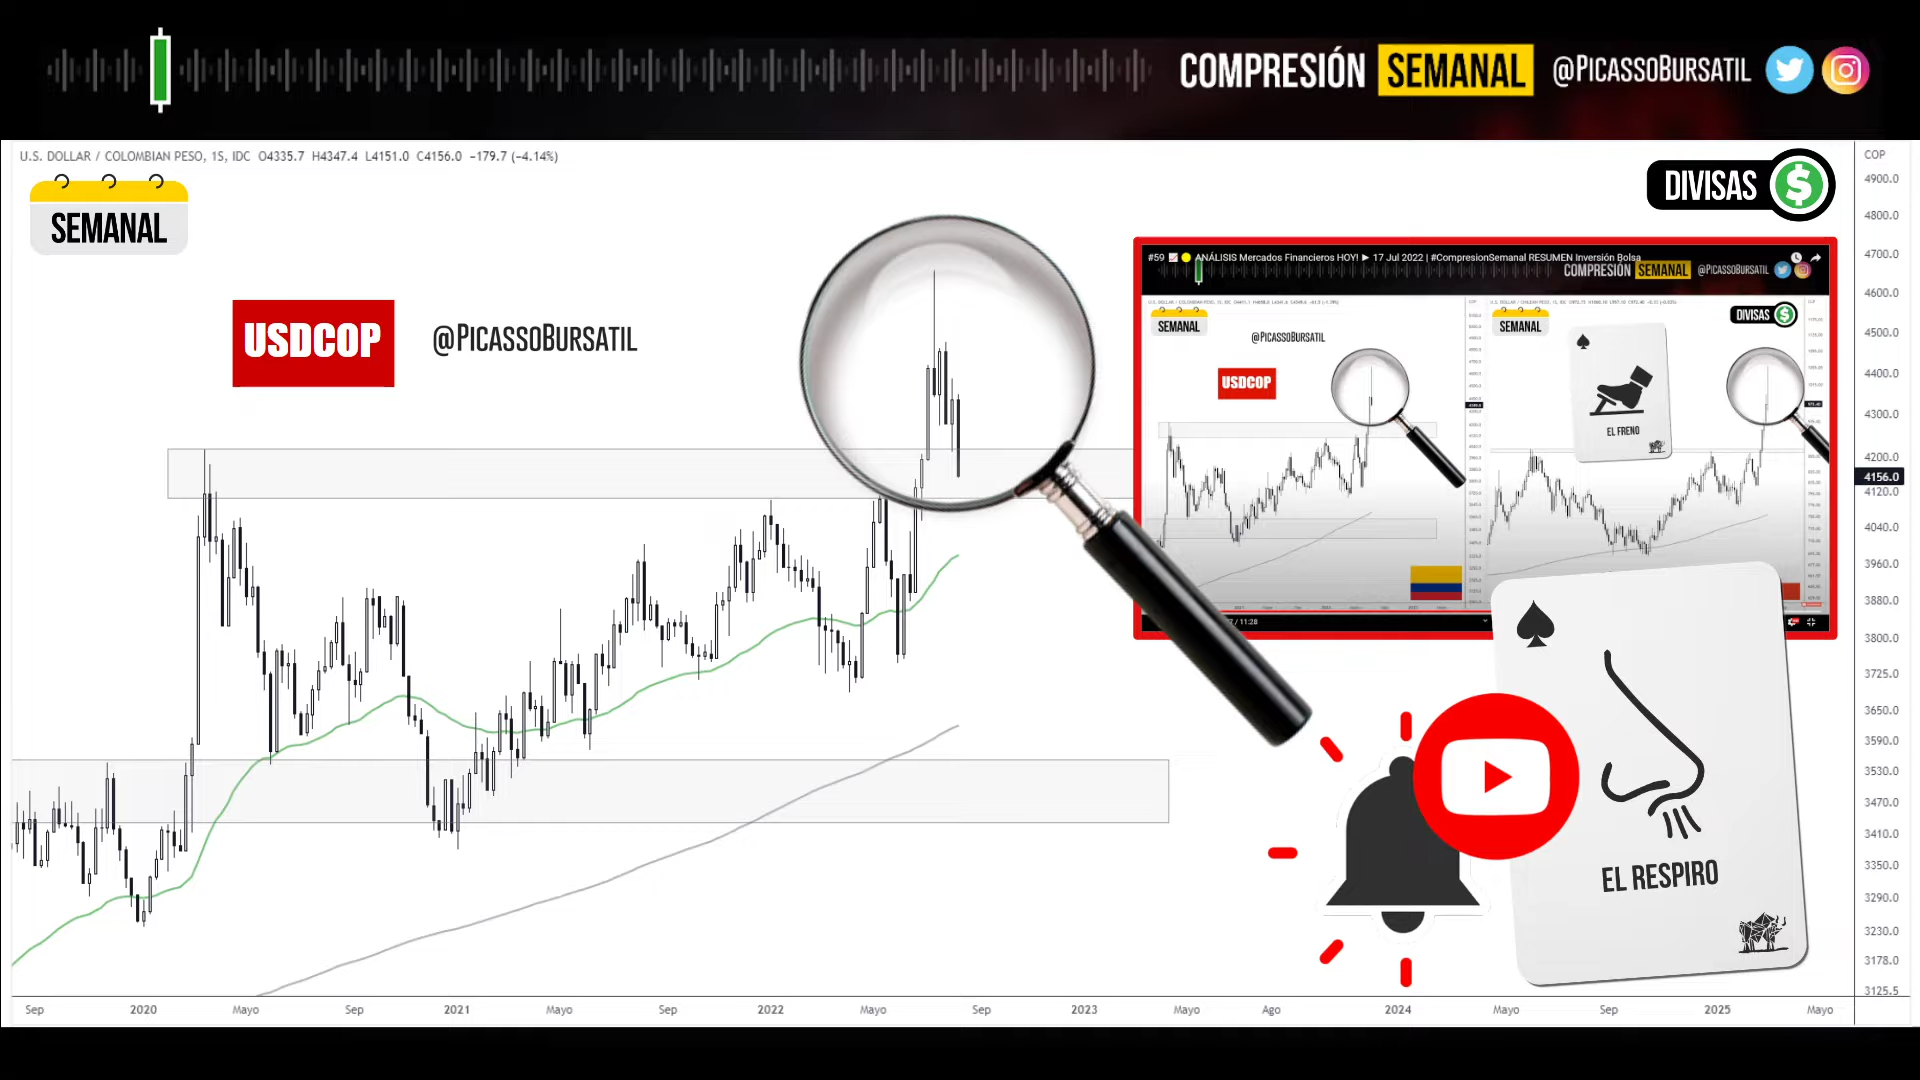 COMPRESIÓN SEMANAL @PICASSOBURSATIL
U.S. DOLLAR / COLOMBIAN PESO, 1S, IDC O4335.7 H4347.4 L4151.0 C4156.0 −179.7 (−4.14%)
COP
SEMANAL
DIVISAS $
USDCOP
@PICASSOBURSATIL
#59 ANÁLISIS Mercados Financieros HOY! ► 17 Jul 2022 | #CompresionSemanal RESUMEN Inversión Bolsa
COMPRESIÓN SEMANAL @PICASSOBURSATIL
SEMANAL
@PICASSOBURSATIL
SEMANAL
DIVISAS $
USDCOP
EL FRENO
/ 11:28
EL RESPIRO
4900.0
4800.0
4700.0
4600.0
4500.0
4400.0
4300.0
4200.0
4156.0
4120.0
4040.0
3960.0
3880.0
3800.0
3725.0
3650.0
3590.0
3530.0
3470.0
3410.0
3350.0
3290.0
3230.0
3178.0
3125.5
Sep 2020 Mayo Sep 2021 Mayo Sep 2022 Mayo Sep 2023 Mayo Ago 2024 Mayo Sep 2025 Mayo